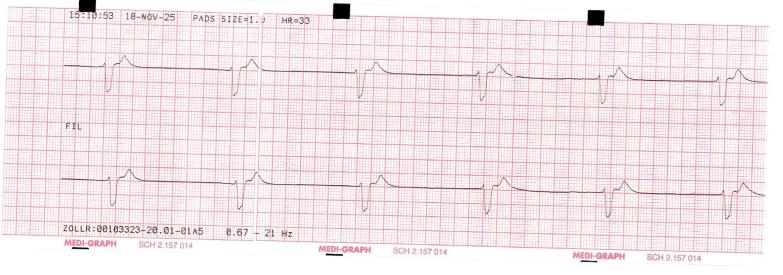 15:10:53 18-NOV-25 PADS SIZE=1.0 HR=33
FIL
ZOLLR:00103323-20.01-01A5 0.67 - 21 Hz
MEDI-GRAPH SCH 2.157 014 MEDI-GRAPH SCH 2.157 014 MEDI-GRAPH SCH 2.157 014